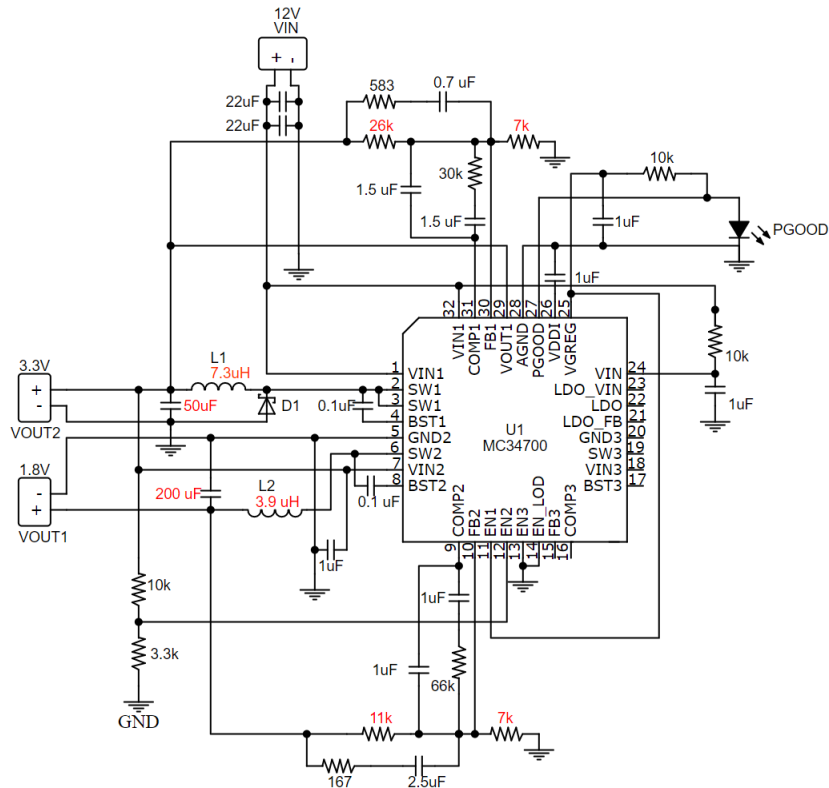 12V
VIN
+ -
22uF
22uF
583
0.7 uF
26k
7k
1.5 uF
30k
1.5 uF
10k
1uF
PGOOD
1uF
32
31
30
29
28
27
26
25
VIN1
COMP1
FB1
VOUT1
AGND
PGOOD
VDDI
VGREG
3.3V
+
-
VOUT2
L1
7.3uH
50uF
D1
0.1uF
1
VIN1
2
SW1
3
SW1
4
BST1
5
GND2
6
SW2
7
VIN2
8
BST2
U1
MC34700
VIN
24
LDO_VIN
23
LDO
22
LDO_FB
21
GND3
20
SW3
19
VIN3
18
BST3
17
10k
1uF
1.8V
-
+
VOUT1
200 uF
L2
3.9 uH
0.1 uF
1uF
COMP2
FB2
EN1
EN2
EN3
EN_LOD
FB3
COMP3
9
10
11
12
13
14
15
16
10k
3.3k
GND
1uF
1uF
66k
11k
7k
167
2.5uF